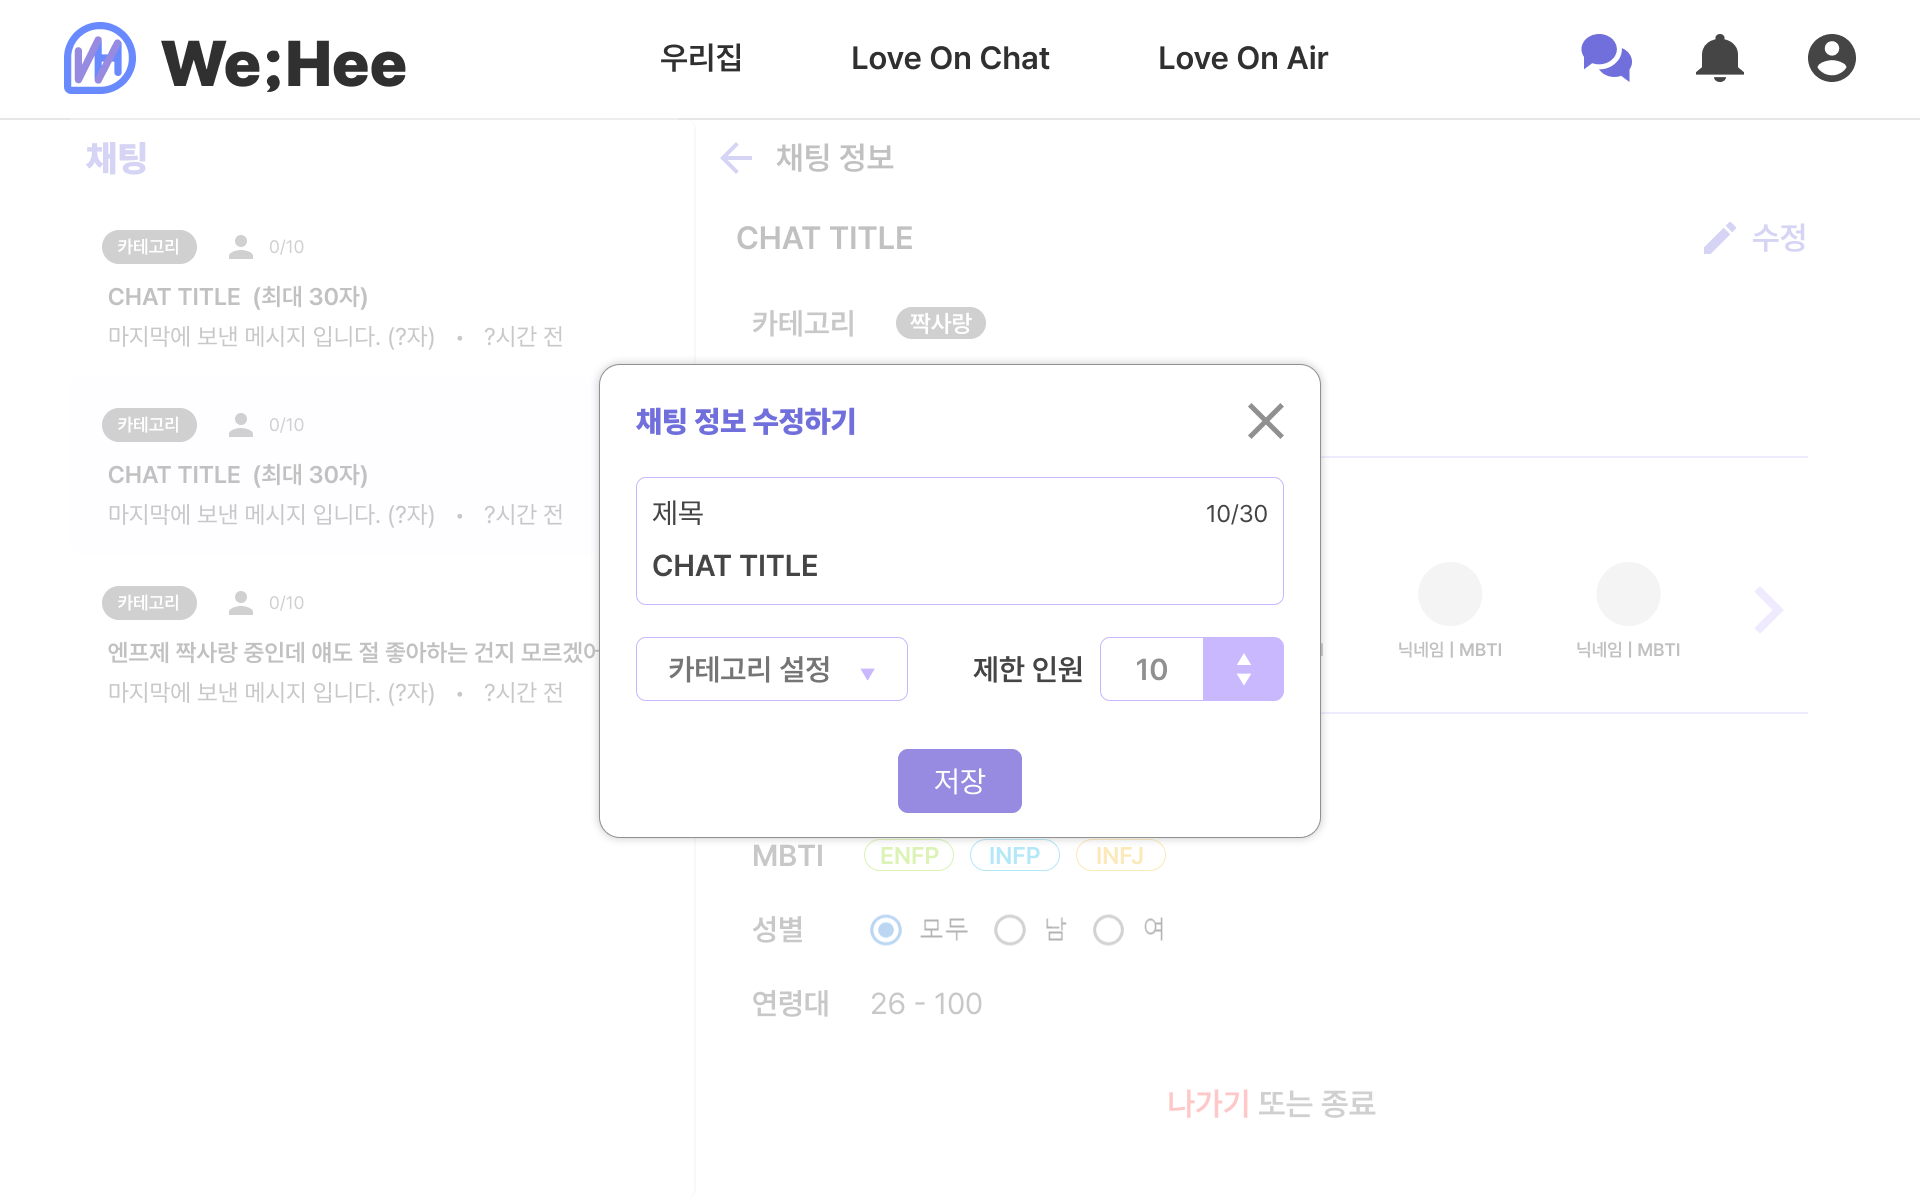 We;Hee
우리집
Love On Chat
Love On Air
채팅
카테고리 0/10
CHAT TITLE (최대 30자)
마지막에 보낸 메시지 입니다. (?자) • ?시간 전
카테고리 0/10
CHAT TITLE (최대 30자)
마지막에 보낸 메시지 입니다. (?자) • ?시간 전
카테고리 0/10
엔프제 짝사랑 중인데 얘도 절 좋아하는 건지 모르겠어
마지막에 보낸 메시지 입니다. (?자) • ?시간 전
채팅 정보
CHAT TITLE
수정
카테고리 짝사랑
채팅 정보 수정하기
제목 10/30
CHAT TITLE
카테고리 설정
제한 인원 10
저장
닉네임 | MBTI
닉네임 | MBTI
MBTI ENFP INFP INFJ
성별 모두 남 여
연령대 26 - 100
나가기 또는 종료